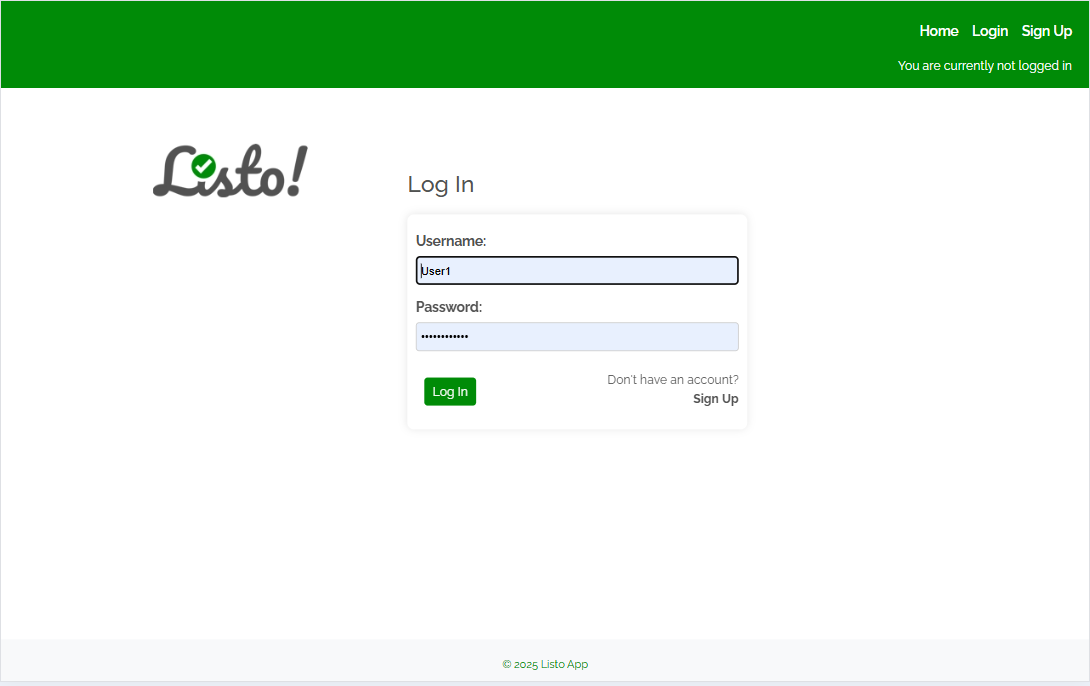 Home Login Sign Up
You are currently not logged in
Listo!
Log In
Username:
User1
Password:
••••••••••••
Log In
Don't have an account?
Sign Up
© 2025 Listo App